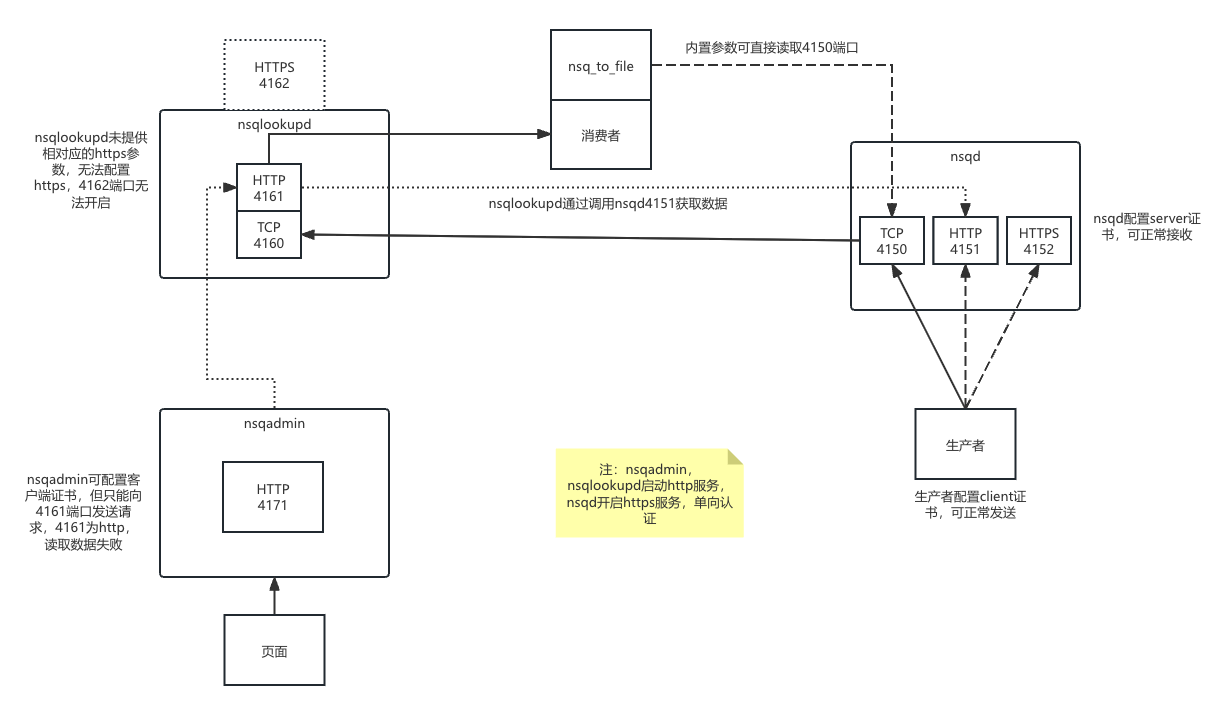 HTTPS
4162
nsqlookupd
nsqlookupd未提供
相对应的https参
数，无法配置
https，4162端口无
法开启
HTTP
4161
TCP
4160
nsq_to_file
消费者
内置参数可直接读取4150端口
nsqlookupd通过调用nsqd4151获取数据
nsqd
TCP
4150
HTTP
4151
HTTPS
4152
nsqd配置server证
书，可正常接收
nsqadmin
HTTP
4171
nsqadmin可配置客
户端证书，但只能向
4161端口发送请
求，4161为http，
读取数据失败
注：nsqadmin，
nsqlookupd启动http服务，
nsqd开启https服务，单向认
证
生产者
生产者配置client证
书，可正常发送
页面